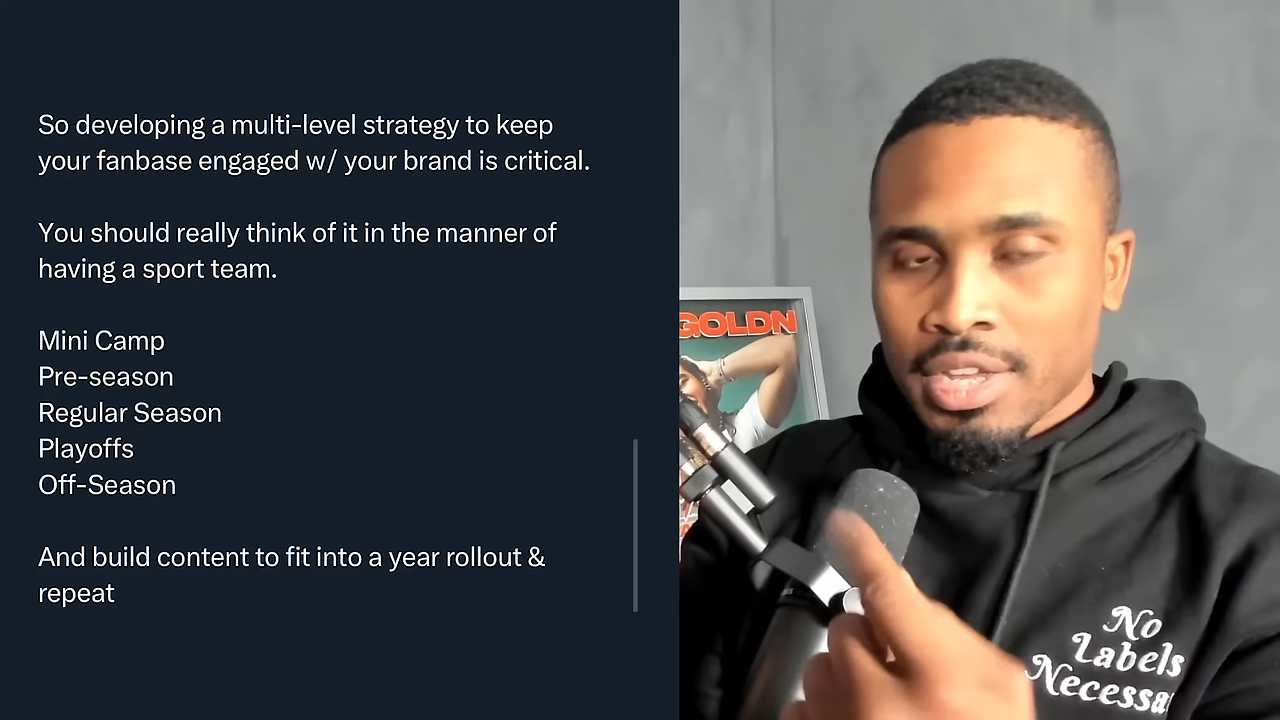 So developing a multi-level strategy to keep
your fanbase engaged w/ your brand is critical.
You should really think of it in the manner of
having a sport team.
Mini Camp
Pre-season
Regular Season
Playoffs
Off-Season
And build content to fit into a year rollout &
repeat
GOLDN
No
Labels